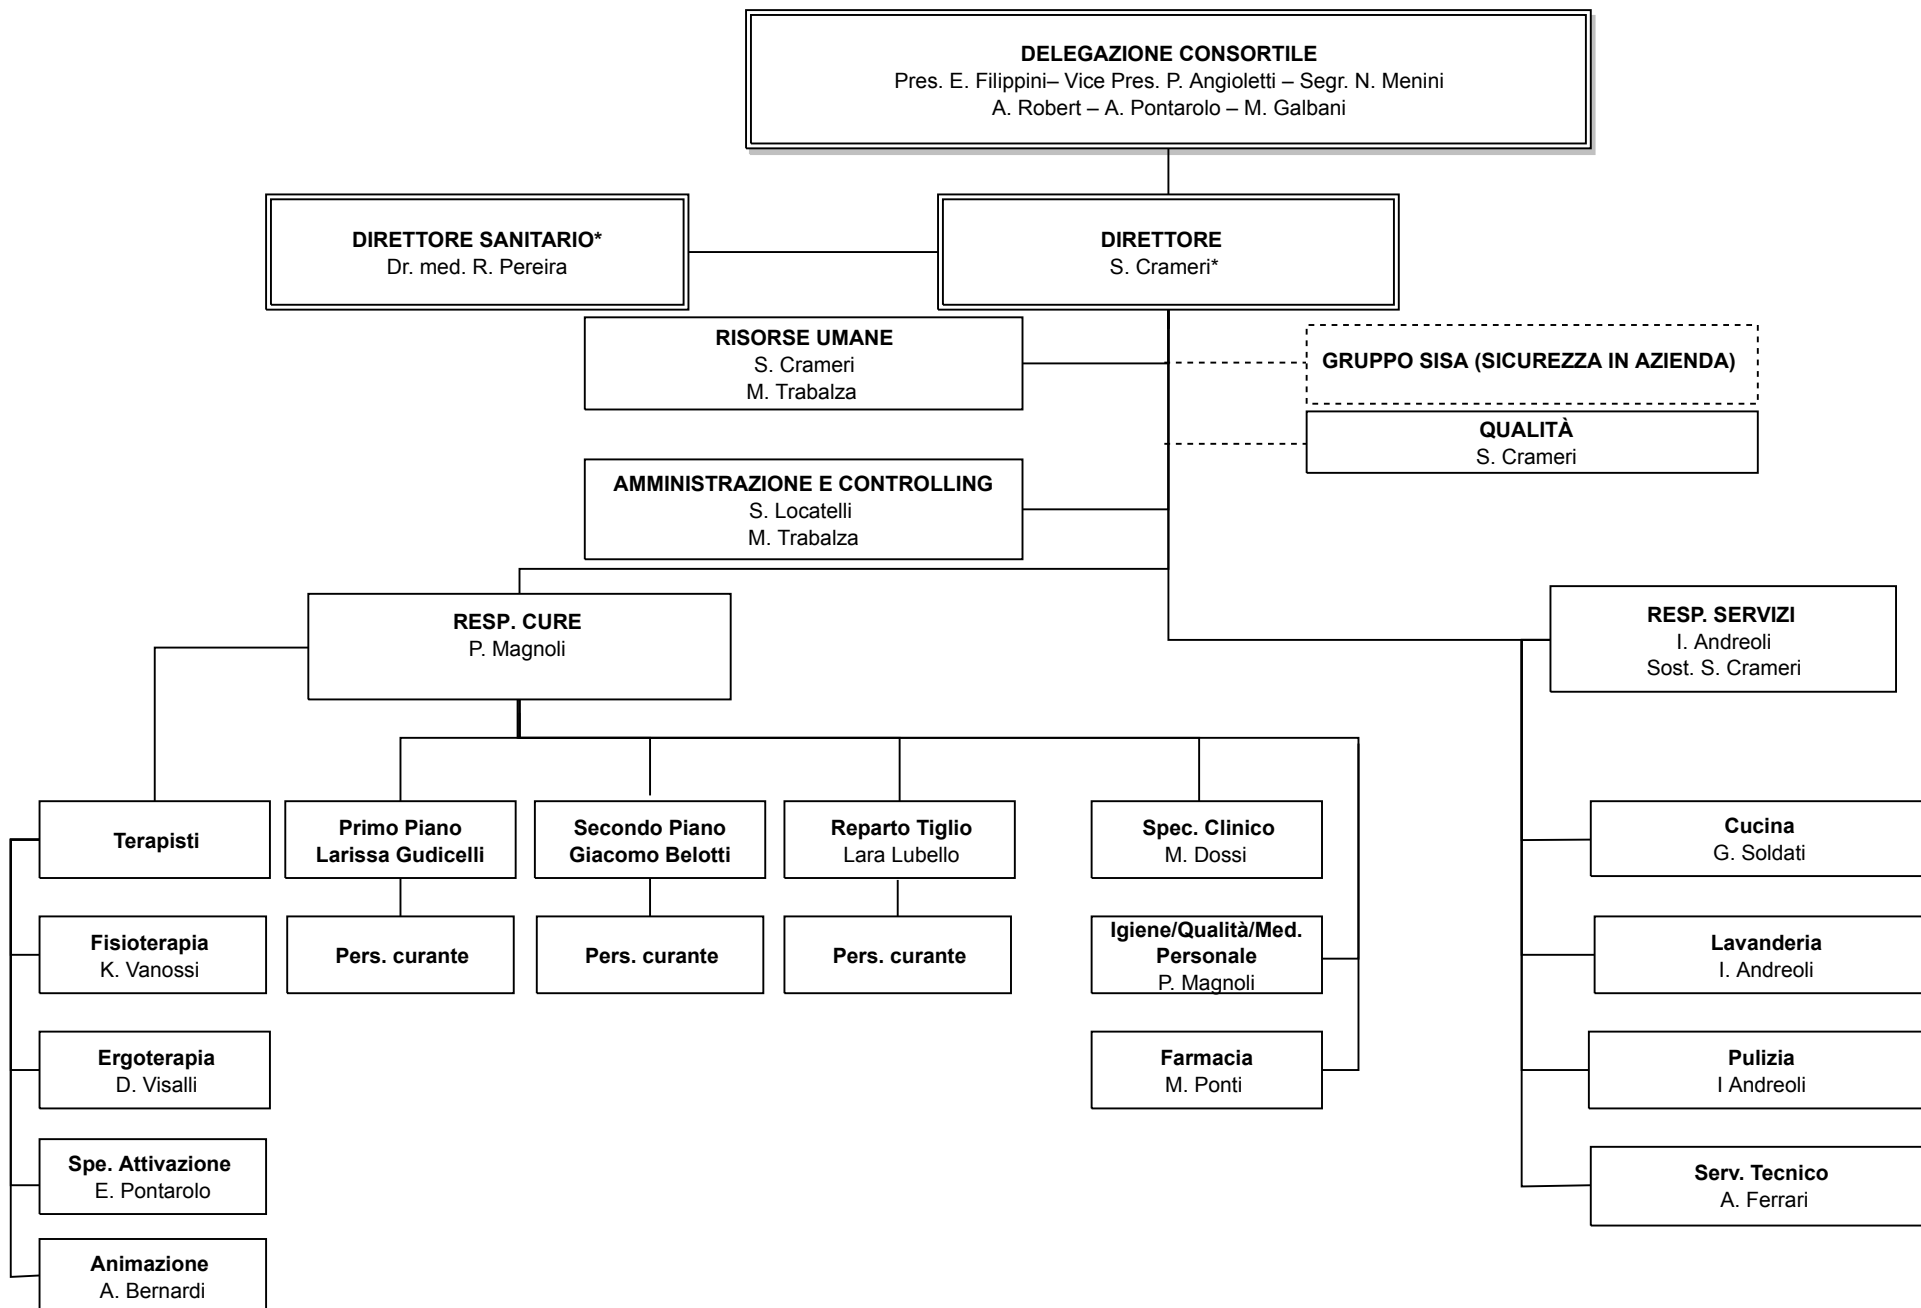 DELEGAZIONE CONSORTILE
Pres. E. Filippini– Vice Pres. P. Angioletti – Segr. N. Menini
A. Robert – A. Pontarolo – M. Galbani
DIRETTORE SANITARIO*
Dr. med. R. Pereira
DIRETTORE
S. Crameri*
RISORSE UMANE
S. Crameri
M. Trabalza
GRUPPO SISA (SICUREZZA IN AZIENDA)
QUALITÀ
S. Crameri
AMMINISTRAZIONE E CONTROLLING
S. Locatelli
M. Trabalza
RESP. CURE
P. Magnoli
RESP. SERVIZI
I. Andreoli
Sost. S. Crameri
Terapisti
Primo Piano
Larissa Gudicelli
Secondo Piano
Giacomo Belotti
Reparto Tiglio
Lara Lubello
Spec. Clinico
M. Dossi
Cucina
G. Soldati
Fisioterapia
K. Vanossi
Pers. curante
Pers. curante
Pers. curante
Igiene/Qualità/Med.
Personale
P. Magnoli
Lavanderia
I. Andreoli
Ergoterapia
D. Visalli
Farmacia
M. Ponti
Pulizia
I Andreoli
Spe. Attivazione
E. Pontarolo
Serv. Tecnico
A. Ferrari
Animazione
A. Bernardi